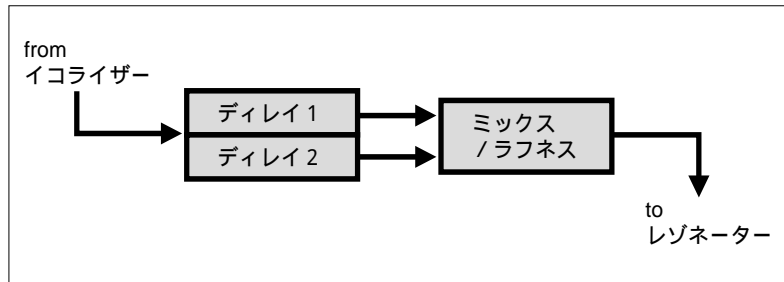 from
イコライザー
ディレイ 1
ディレイ 2
ミックス
/ ラフネス
to
レゾネーター